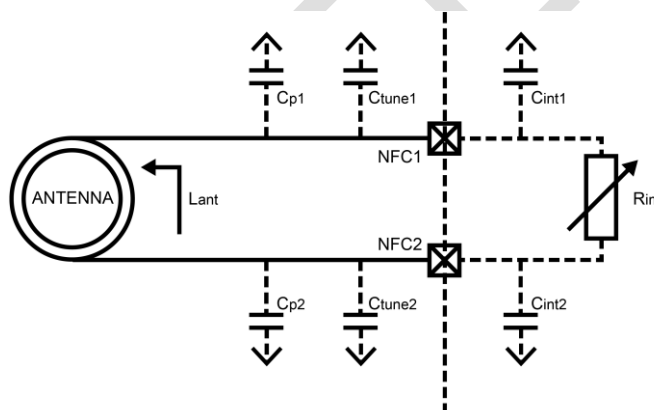 Cp1
Ctune1
Cint1
NFC1
ANTENNA
Lant
Rin
NFC2
Cp2
Ctune2
Cint2